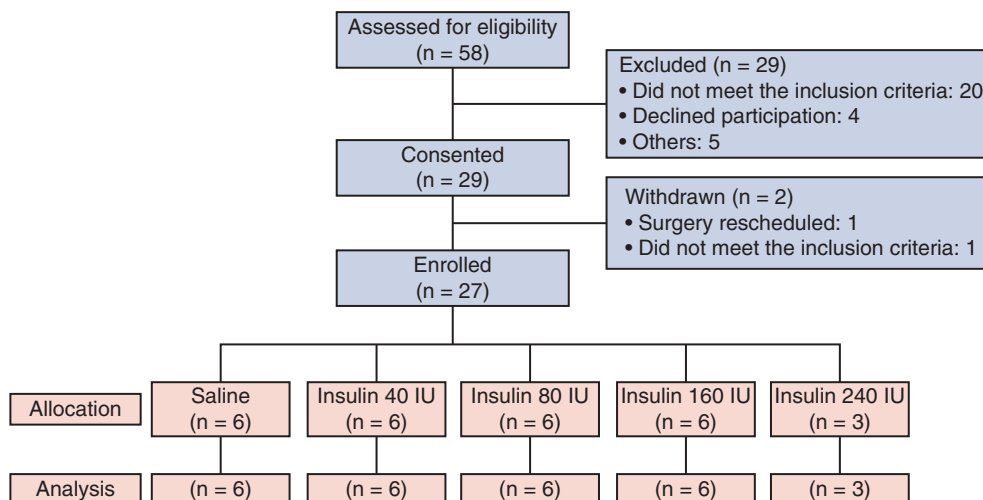 Assessed for eligibility
(n = 58)
Excluded (n = 29)
• Did not meet the inclusion criteria: 20
• Declined participation: 4
• Others: 5
Consented
(n = 29)
Withdrawn (n = 2)
• Surgery rescheduled: 1
• Did not meet the inclusion criteria: 1
Enrolled
(n = 27)
Allocation
Saline
(n = 6)
Insulin 40 IU
(n = 6)
Insulin 80 IU
(n = 6)
Insulin 160 IU
(n = 6)
Insulin 240 IU
(n = 3)
Analysis
(n = 6)
(n = 6)
(n = 6)
(n = 6)
(n = 3)